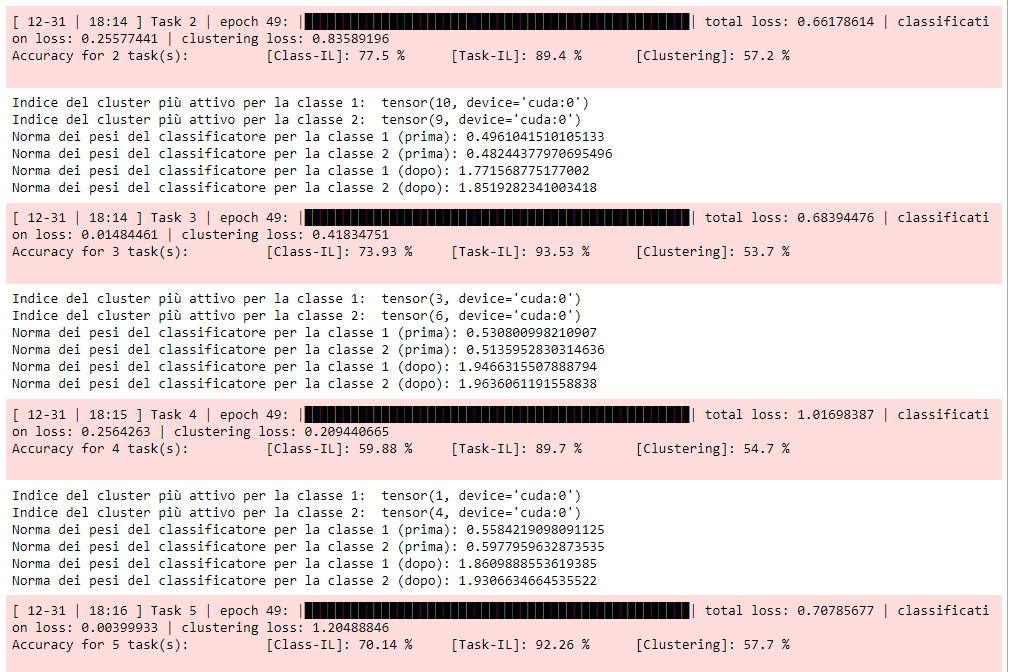 [ 12-31 | 18:14 ] Task 2 | epoch 49: || total loss: 0.66178614 | classificati
on loss: 0.25577441 | clustering loss: 0.83589196
Accuracy for 2 task(s): [Class-IL]: 77.5 % [Task-IL]: 89.4 % [Clustering]: 57.2 %
Indice del cluster più attivo per la classe 1: tensor(10, device='cuda:0')
Indice del cluster più attivo per la classe 2: tensor(9, device='cuda:0')
Norma dei pesi del classificatore per la classe 1 (prima): 0.4961041510105133
Norma dei pesi del classificatore per la classe 2 (prima): 0.48244377970695496
Norma dei pesi del classificatore per la classe 1 (dopo): 1.771568775177002
Norma dei pesi del classificatore per la classe 2 (dopo): 1.8519282341003418
[ 12-31 | 18:14 ] Task 3 | epoch 49: || total loss: 0.68394476 | classificati
on loss: 0.01484461 | clustering loss: 0.41834751
Accuracy for 3 task(s): [Class-IL]: 73.93 % [Task-IL]: 93.53 % [Clustering]: 53.7 %
Indice del cluster più attivo per la classe 1: tensor(3, device='cuda:0')
Indice del cluster più attivo per la classe 2: tensor(6, device='cuda:0')
Norma dei pesi del classificatore per la classe 1 (prima): 0.530800998210907
Norma dei pesi del classificatore per la classe 2 (prima): 0.5135952830314636
Norma dei pesi del classificatore per la classe 1 (dopo): 1.9466315507888794
Norma dei pesi del classificatore per la classe 2 (dopo): 1.9636061191558838
[ 12-31 | 18:15 ] Task 4 | epoch 49: || total loss: 1.01698387 | classificati
on loss: 0.2564263 | clustering loss: 0.209440665
Accuracy for 4 task(s): [Class-IL]: 59.88 % [Task-IL]: 89.7 % [Clustering]: 54.7 %
Indice del cluster più attivo per la classe 1: tensor(1, device='cuda:0')
Indice del cluster più attivo per la classe 2: tensor(4, device='cuda:0')
Norma dei pesi del classificatore per la classe 1 (prima): 0.5584219098091125
Norma dei pesi del classificatore per la classe 2 (prima): 0.5977959632873535
Norma dei pesi del classificatore per la classe 1 (dopo): 1.8609888553619385
Norma dei pesi del classificatore per la classe 2 (dopo): 1.9306634664535522
[ 12-31 | 18:16 ] Task 5 | epoch 49: || total loss: 0.70785677 | classificati
on loss: 0.00399933 | clustering loss: 1.20488846
Accuracy for 5 task(s): [Class-IL]: 70.14 % [Task-IL]: 92.26 % [Clustering]: 57.7 %